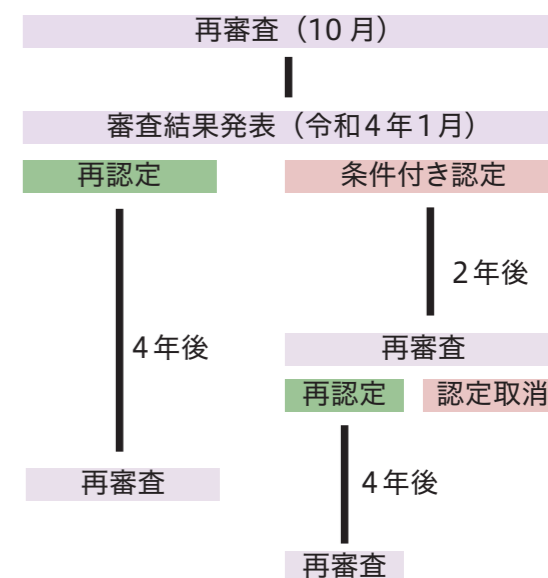 再審査（10 月）
審査結果発表（令和４年１月）
再認定
条件付き認定
２年後
４年後
再審査
再認定
認定取消
再審査
４年後
再審査